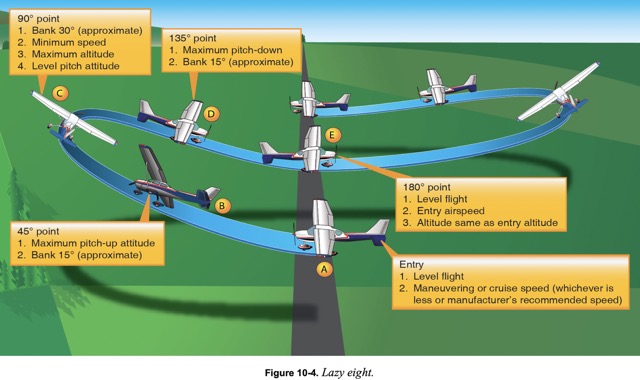 90° point
1. Bank 30° (approximate)
2. Minimum speed
3. Maximum altitude
4. Level pitch attitude
135° point
1. Maximum pitch-down
2. Bank 15° (approximate)
C
D
E
B
A
180° point
1. Level flight
2. Entry airspeed
3. Altitude same as entry altitude
45° point
1. Maximum pitch-up attitude
2. Bank 15° (approximate)
Entry
1. Level flight
2. Maneuvering or cruise speed (whichever is
less or manufacturer's recommended speed)
Figure 10-4. Lazy eight.